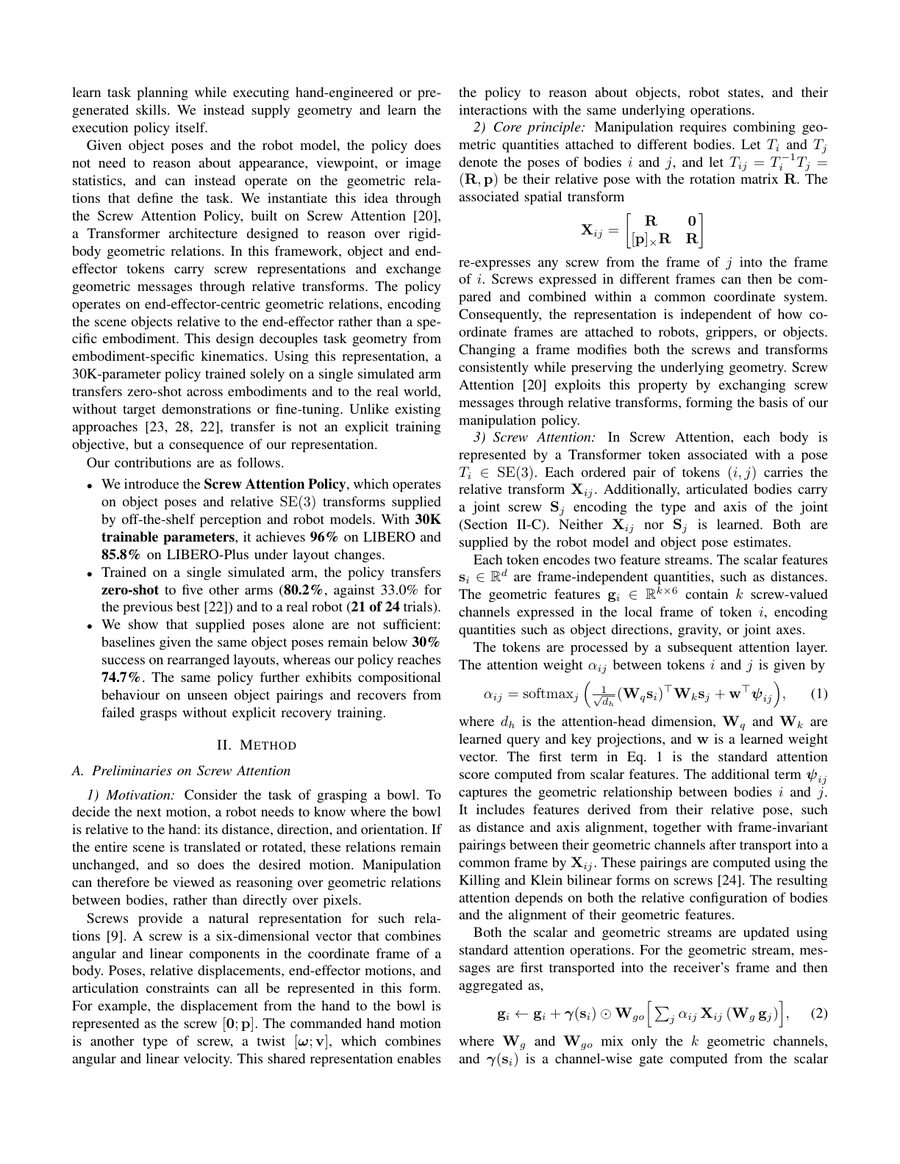 learn task planning while executing hand-engineered or pre-
generated skills. We instead supply geometry and learn the
execution policy itself.
Given object poses and the robot model, the policy does
not need to reason about appearance, viewpoint, or image
statistics, and can instead operate on the geometric rela-
tions that define the task. We instantiate this idea through
the Screw Attention Policy, built on Screw Attention [20],
a Transformer architecture designed to reason over rigid-
body geometric relations. In this framework, object and end-
effector tokens carry screw representations and exchange
geometric messages through relative transforms. The policy
operates on end-effector-centric geometric relations, encoding
the scene objects relative to the end-effector rather than a spe-
cific embodiment. This design decouples task geometry from
embodiment-specific kinematics. Using this representation, a
30K-parameter policy trained solely on a single simulated arm
transfers zero-shot across embodiments and to the real world,
without target demonstrations or fine-tuning. Unlike existing
approaches [23, 28, 22], transfer is not an explicit training
objective, but a consequence of our representation.
Our contributions are as follows.
• We introduce the Screw Attention Policy, which operates
on object poses and relative SE(3) transforms supplied
by off-the-shelf perception and robot models. With 30K
trainable parameters, it achieves 96% on LIBERO and
85.8% on LIBERO-Plus under layout changes.
• Trained on a single simulated arm, the policy transfers
zero-shot to five other arms (80.2%, against 33.0% for
the previous best [22]) and to a real robot (21 of 24 trials).
• We show that supplied poses alone are not sufficient:
baselines given the same object poses remain below 30%
success on rearranged layouts, whereas our policy reaches
74.7%. The same policy further exhibits compositional
behaviour on unseen object pairings and recovers from
failed grasps without explicit recovery training.
II. METHOD
A. Preliminaries on Screw Attention
1) Motivation: Consider the task of grasping a bowl. To
decide the next motion, a robot needs to know where the bowl
is relative to the hand: its distance, direction, and orientation. If
the entire scene is translated or rotated, these relations remain
unchanged, and so does the desired motion. Manipulation
can therefore be viewed as reasoning over geometric relations
between bodies, rather than directly over pixels.
Screws provide a natural representation for such rela-
tions [9]. A screw is a six-dimensional vector that combines
angular and linear components in the coordinate frame of a
body. Poses, relative displacements, end-effector motions, and
articulation constraints can all be represented in this form.
For example, the displacement from the hand to the bowl is
represented as the screw [0; p]. The commanded hand motion
is another type of screw, a twist [ω; v], which combines
angular and linear velocity. This shared representation enables
the policy to reason about objects, robot states, and their
interactions with the same underlying operations.
2) Core principle: Manipulation requires combining geo-
metric quantities attached to different bodies. Let T_i and T_j
denote the poses of bodies i and j, and let T_{ij} = T_i^{-1}T_j =
(R, p) be their relative pose with the rotation matrix R. The
associated spatial transform
X_{ij} = [R 0; [p]_×R R]
re-expresses any screw from the frame of j into the frame
of i. Screws expressed in different frames can then be com-
pared and combined within a common coordinate system.
Consequently, the representation is independent of how co-
ordinate frames are attached to robots, grippers, or objects.
Changing a frame modifies both the screws and transforms
consistently while preserving the underlying geometry. Screw
Attention [20] exploits this property by exchanging screw
messages through relative transforms, forming the basis of our
manipulation policy.
3) Screw Attention: In Screw Attention, each body is
represented by a Transformer token associated with a pose
T_i ∈ SE(3). Each ordered pair of tokens (i, j) carries the
relative transform X_{ij}. Additionally, articulated bodies carry
a joint screw S_j encoding the type and axis of the joint
(Section II-C). Neither X_{ij} nor S_j is learned. Both are
supplied by the robot model and object pose estimates.
Each token encodes two feature streams. The scalar features
s_i ∈ ℝ^d are frame-independent quantities, such as distances.
The geometric features g_i ∈ ℝ^{k×6} contain k screw-valued
channels expressed in the local frame of token i, encoding
quantities such as object directions, gravity, or joint axes.
The tokens are processed by a subsequent attention layer.
The attention weight α_{ij} between tokens i and j is given by
α_{ij} = softmax_j ( 1/√d_h (W_q s_i)^⊤ W_k s_j + w^⊤ ψ_{ij} ), (1)
where d_h is the attention-head dimension, W_q and W_k are
learned query and key projections, and w is a learned weight
vector. The first term in Eq. 1 is the standard attention
score computed from scalar features. The additional term ψ_{ij}
captures the geometric relationship between bodies i and j.
It includes features derived from their relative pose, such
as distance and axis alignment, together with frame-invariant
pairings between their geometric channels after transport into a
common frame by X_{ij}. These pairings are computed using the
Killing and Klein bilinear forms on screws [24]. The resulting
attention depends on both the relative configuration of bodies
and the alignment of their geometric features.
Both the scalar and geometric streams are updated using
standard attention operations. For the geometric stream, mes-
sages are first transported into the receiver's frame and then
aggregated as,
g_i ← g_i + γ(s_i) ⊙ W_{go} [ ∑_j α_{ij} X_{ij} (W_g g_j) ], (2)
where W_g and W_{go} mix only the k geometric channels,
and γ(s_i) is a channel-wise gate computed from the scalar